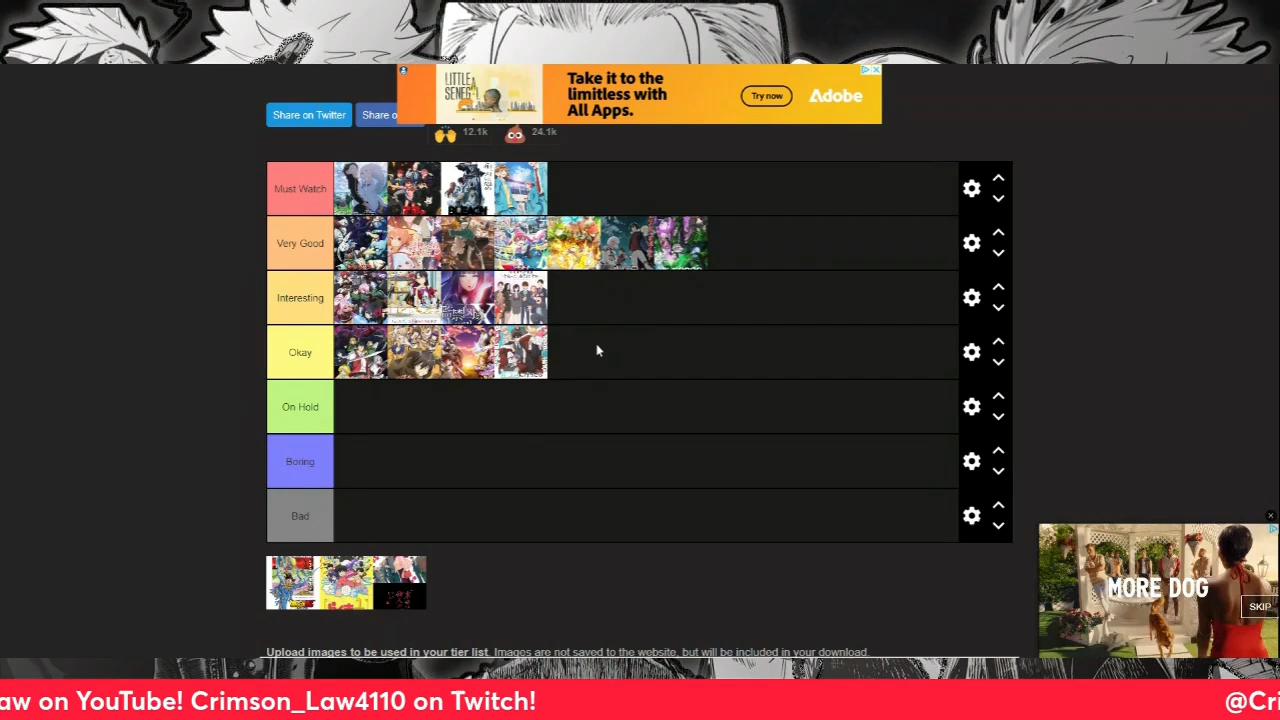 LITTLE
SENEG
Take it to the
limitless with
All Apps.
Try now
Adobe
Share on Twitter
Share o
12.1k
24.1k
Must Watch
BLEACH
Very Good
Interesting
Okay
On Hold
Boring
Bad
MORE DOG
SKIP
Upload images to be used in your tier list. Images are not saved to the website, but will be included in your download.
aw on YouTube! Crimson_Law4110 on Twitch!
@Cri